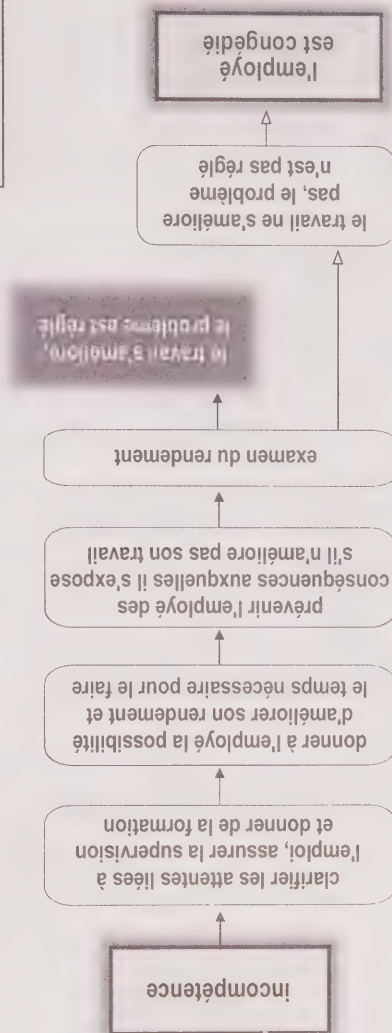 incompétence
clarifier les attentes liées à
l'emploi, assurer la supervision
et donner de la formation
donner à l'employé la possibilité
d'améliorer son rendement et
le temps nécessaire pour le faire
prévenir l'employé des
conséquences auxquelles il s'expose
s'il n'améliore pas son travail
examen du rendement
le travail s'améliore,
le problème est réglé
le travail ne s'améliore
pas, le problème
n'est pas réglé
l'employé
est congédié